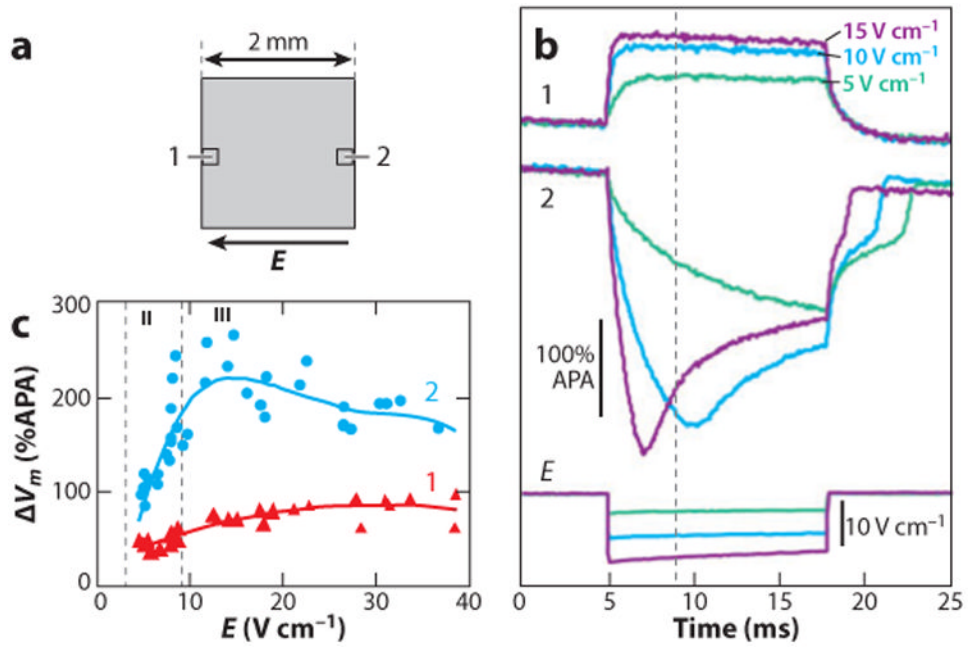 a
2 mm
1
2
E
b
15 V cm⁻¹
10 V cm⁻¹
5 V cm⁻¹
1
2
100%
APA
E
10 V cm⁻¹
0
5
10
15
20
25
Time (ms)
c
300
200
100
0
ΔVm (%APA)
II
III
2
1
0
10
20
30
40
E (V cm⁻¹)